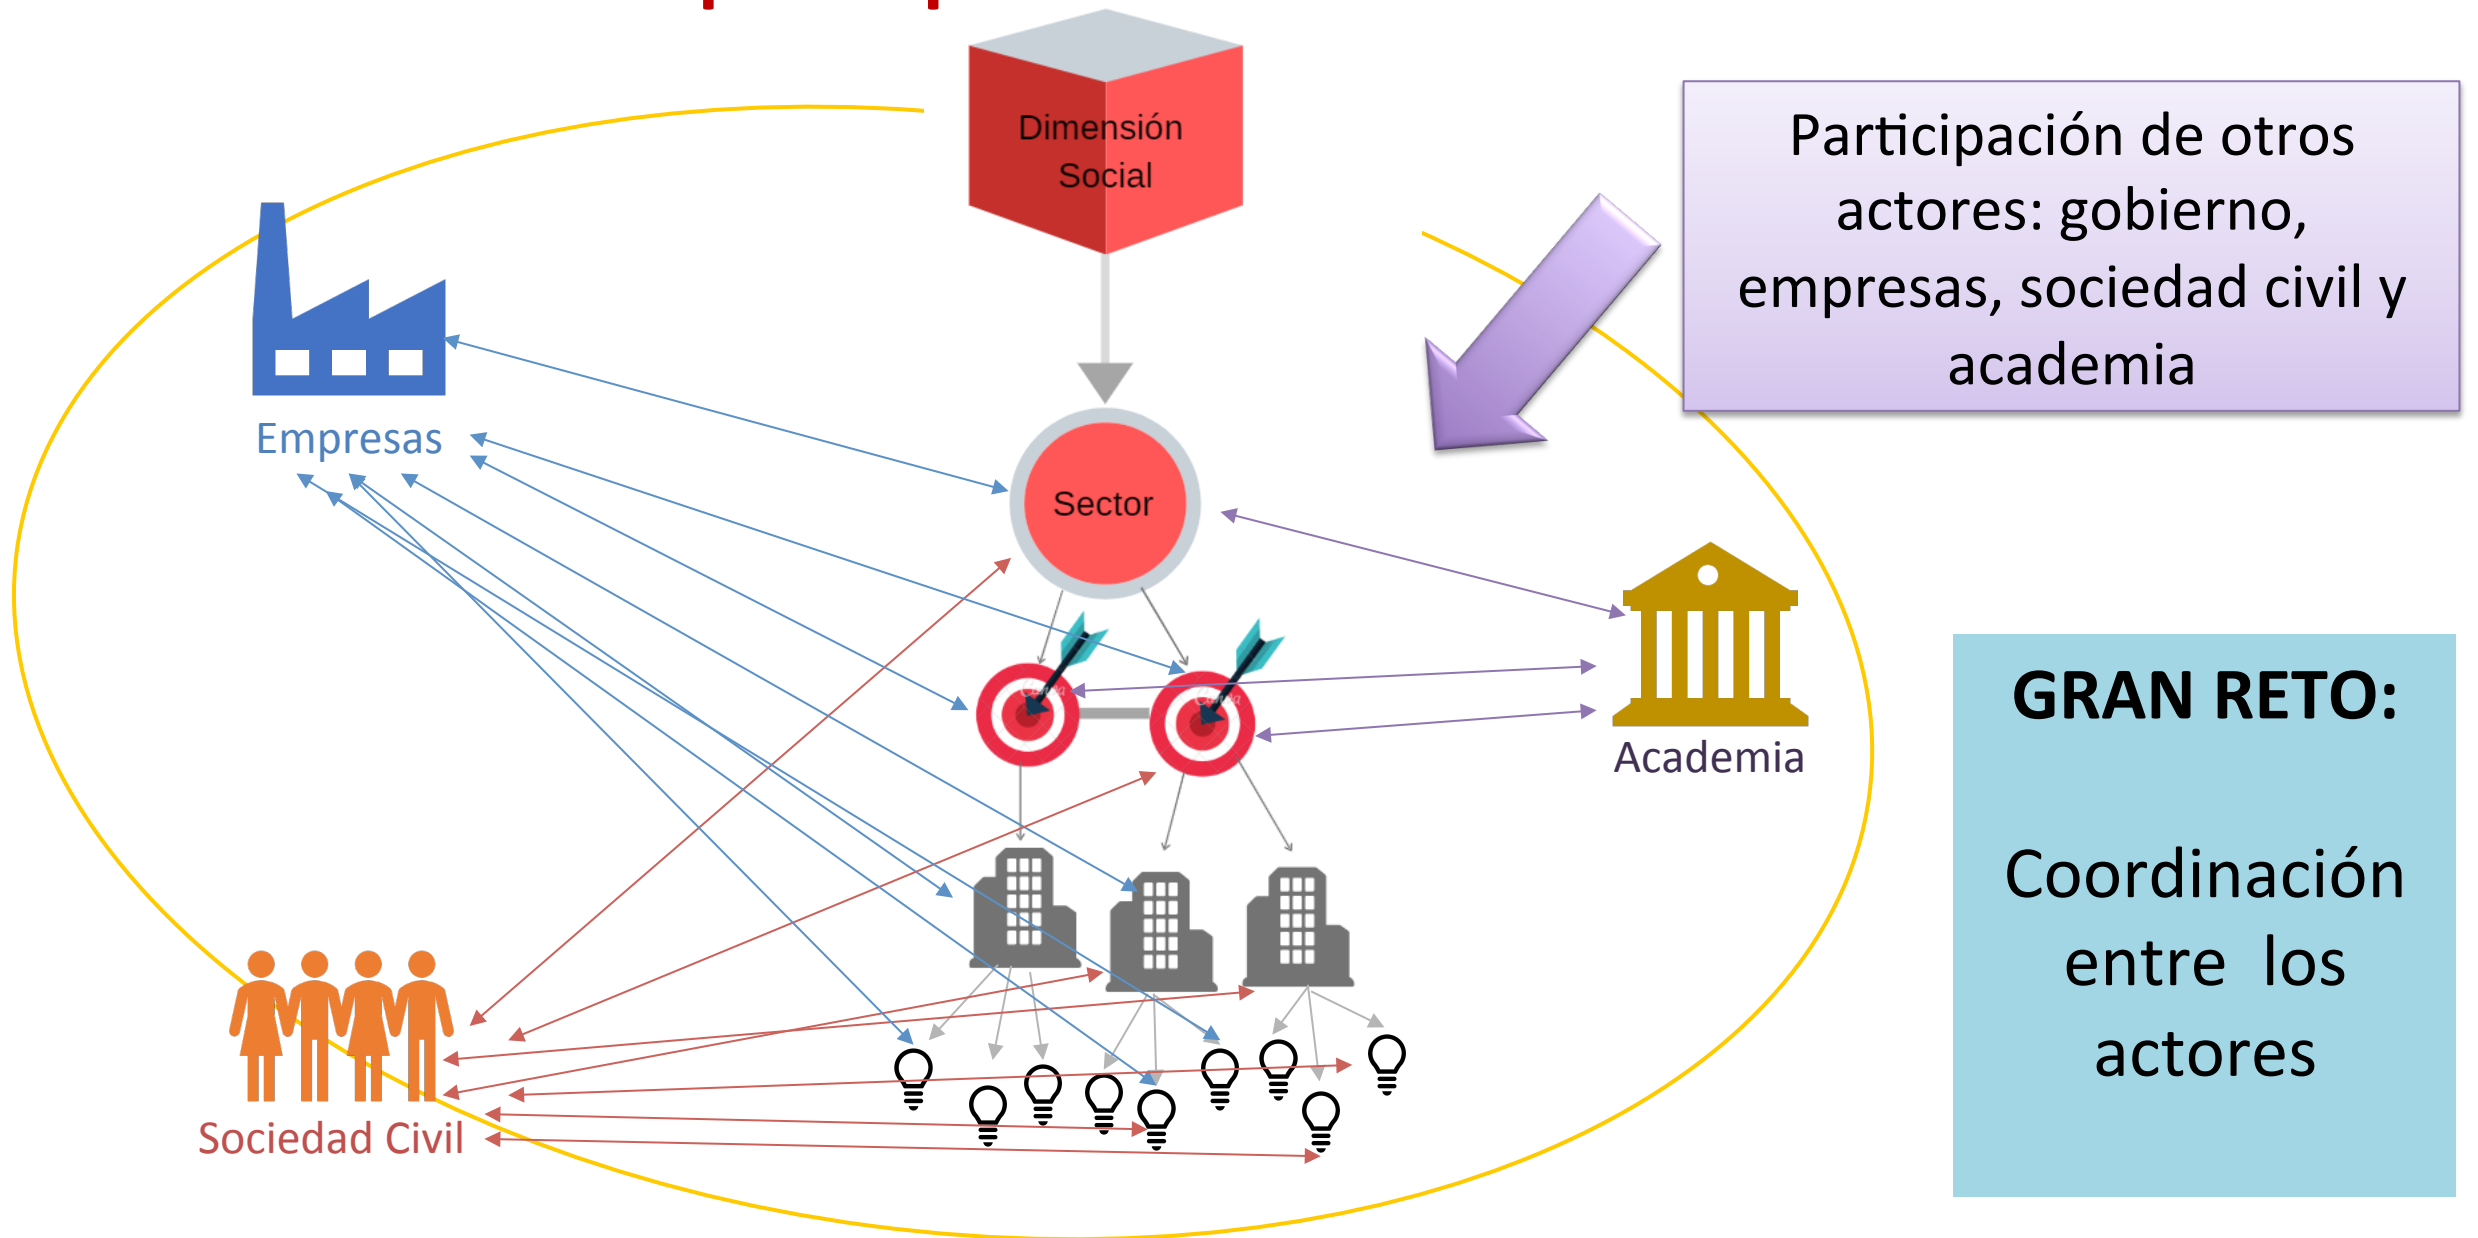 Dimensión
Social
Participación de otros
actores: gobierno,
empresas, sociedad civil y
academia
Empresas
Sector
GRAN RETO:
Academia
Coordinación
entre los
actores
Sociedad Civil